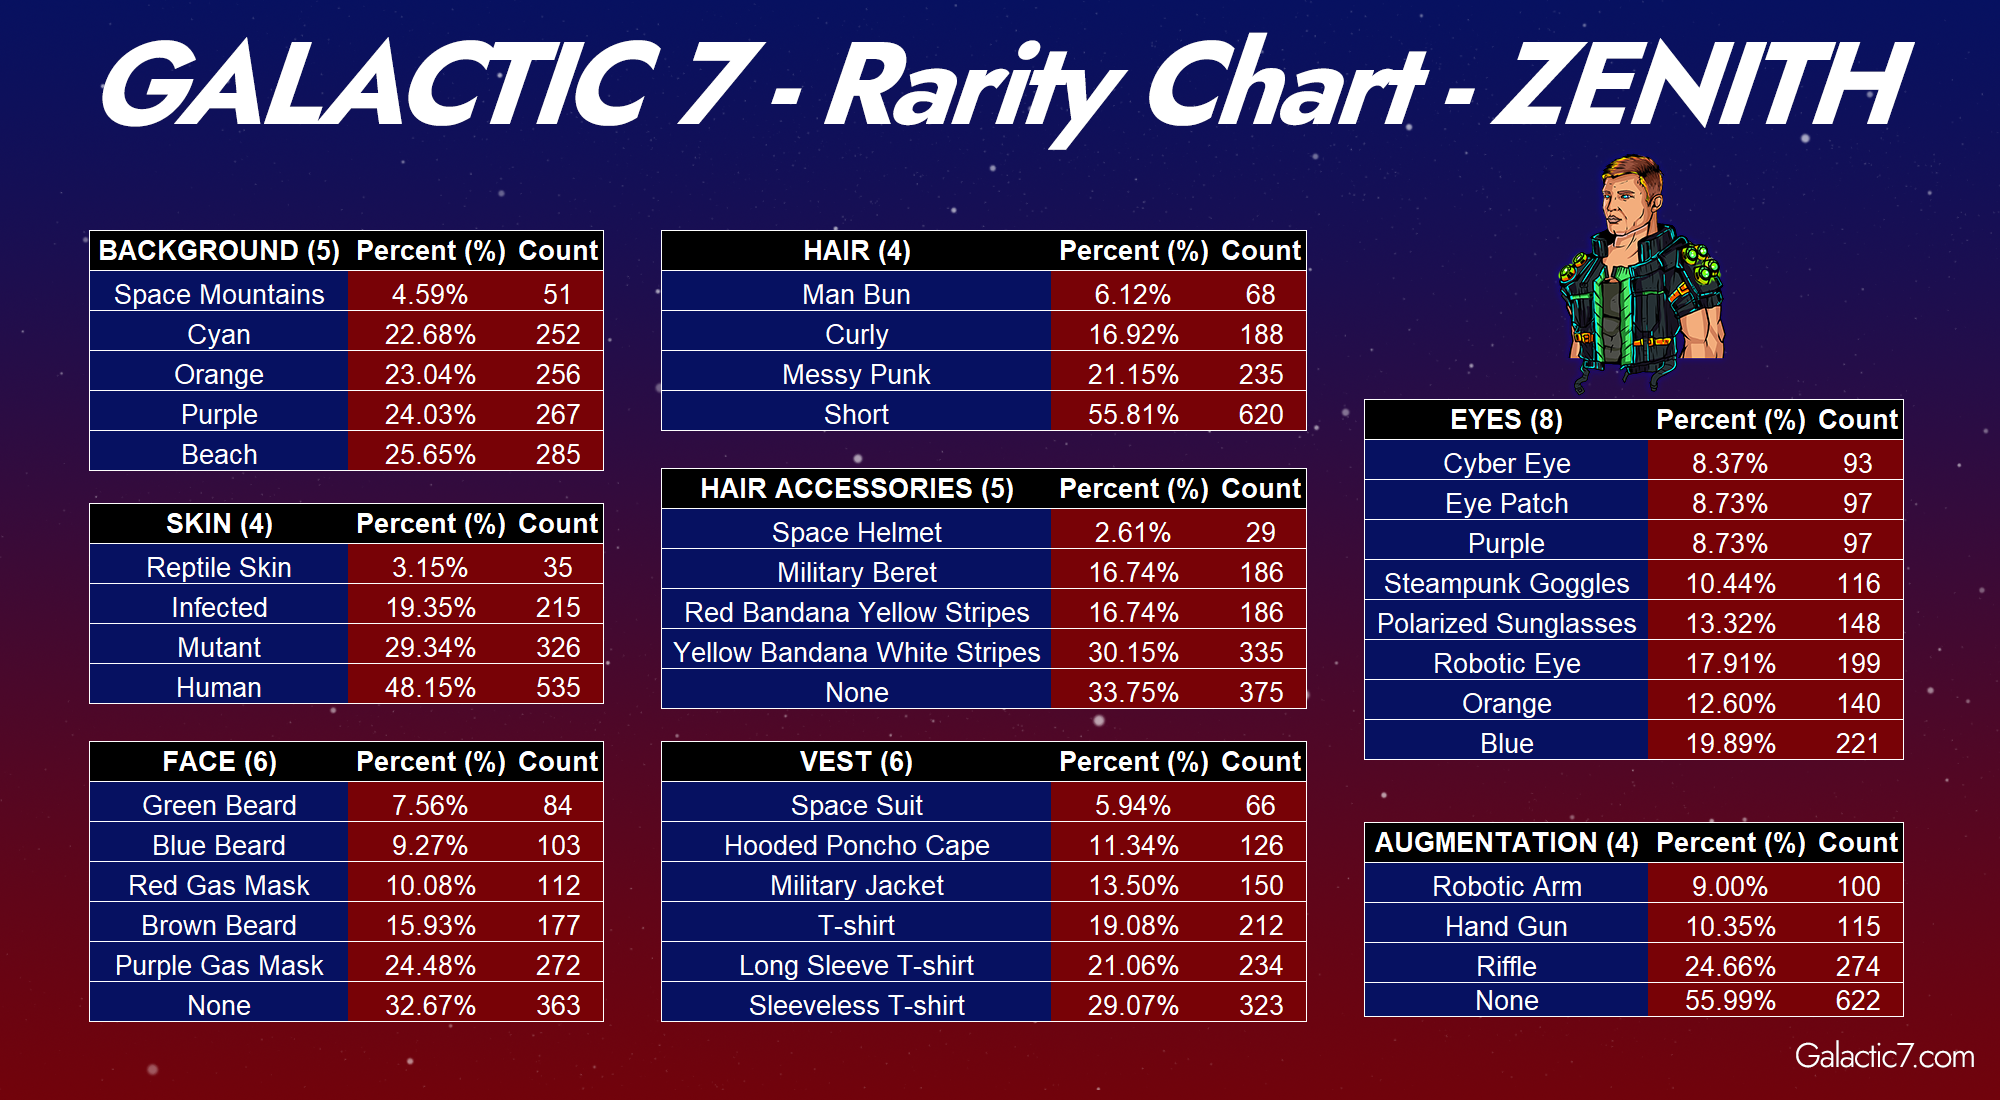 GALACTIC 7 - Rarity Chart - ZENITH
BACKGROUND (5) Percent (%) Count
Space Mountains 4.59% 51
Cyan 22.68% 252
Orange 23.04% 256
Purple 24.03% 267
Beach 25.65% 285
SKIN (4) Percent (%) Count
Reptile Skin 3.15% 35
Infected 19.35% 215
Mutant 29.34% 326
Human 48.15% 535
FACE (6) Percent (%) Count
Green Beard 7.56% 84
Blue Beard 9.27% 103
Red Gas Mask 10.08% 112
Brown Beard 15.93% 177
Purple Gas Mask 24.48% 272
None 32.67% 363
HAIR (4) Percent (%) Count
Man Bun 6.12% 68
Curly 16.92% 188
Messy Punk 21.15% 235
Short 55.81% 620
HAIR ACCESSORIES (5) Percent (%) Count
Space Helmet 2.61% 29
Military Beret 16.74% 186
Red Bandana Yellow Stripes 16.74% 186
Yellow Bandana White Stripes 30.15% 335
None 33.75% 375
VEST (6) Percent (%) Count
Space Suit 5.94% 66
Hooded Poncho Cape 11.34% 126
Military Jacket 13.50% 150
T-shirt 19.08% 212
Long Sleeve T-shirt 21.06% 234
Sleeveless T-shirt 29.07% 323
EYES (8) Percent (%) Count
Cyber Eye 8.37% 93
Eye Patch 8.73% 97
Purple 8.73% 97
Steampunk Goggles 10.44% 116
Polarized Sunglasses 13.32% 148
Robotic Eye 17.91% 199
Orange 12.60% 140
Blue 19.89% 221
AUGMENTATION (4) Percent (%) Count
Robotic Arm 9.00% 100
Hand Gun 10.35% 115
Riffle 24.66% 274
None 55.99% 622
Galactic7.com